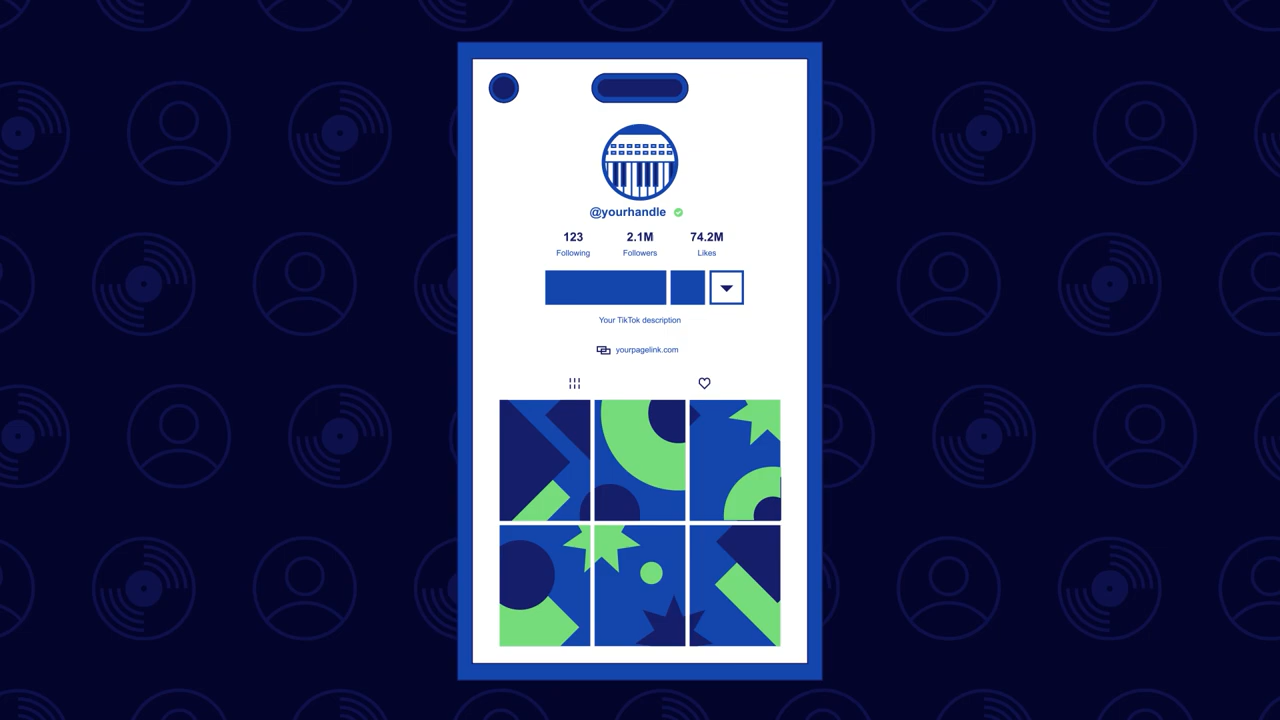 @yourhandle
123 2.1M 74.2M
Following Followers Likes
Your TikTok description
yourpagelink.com